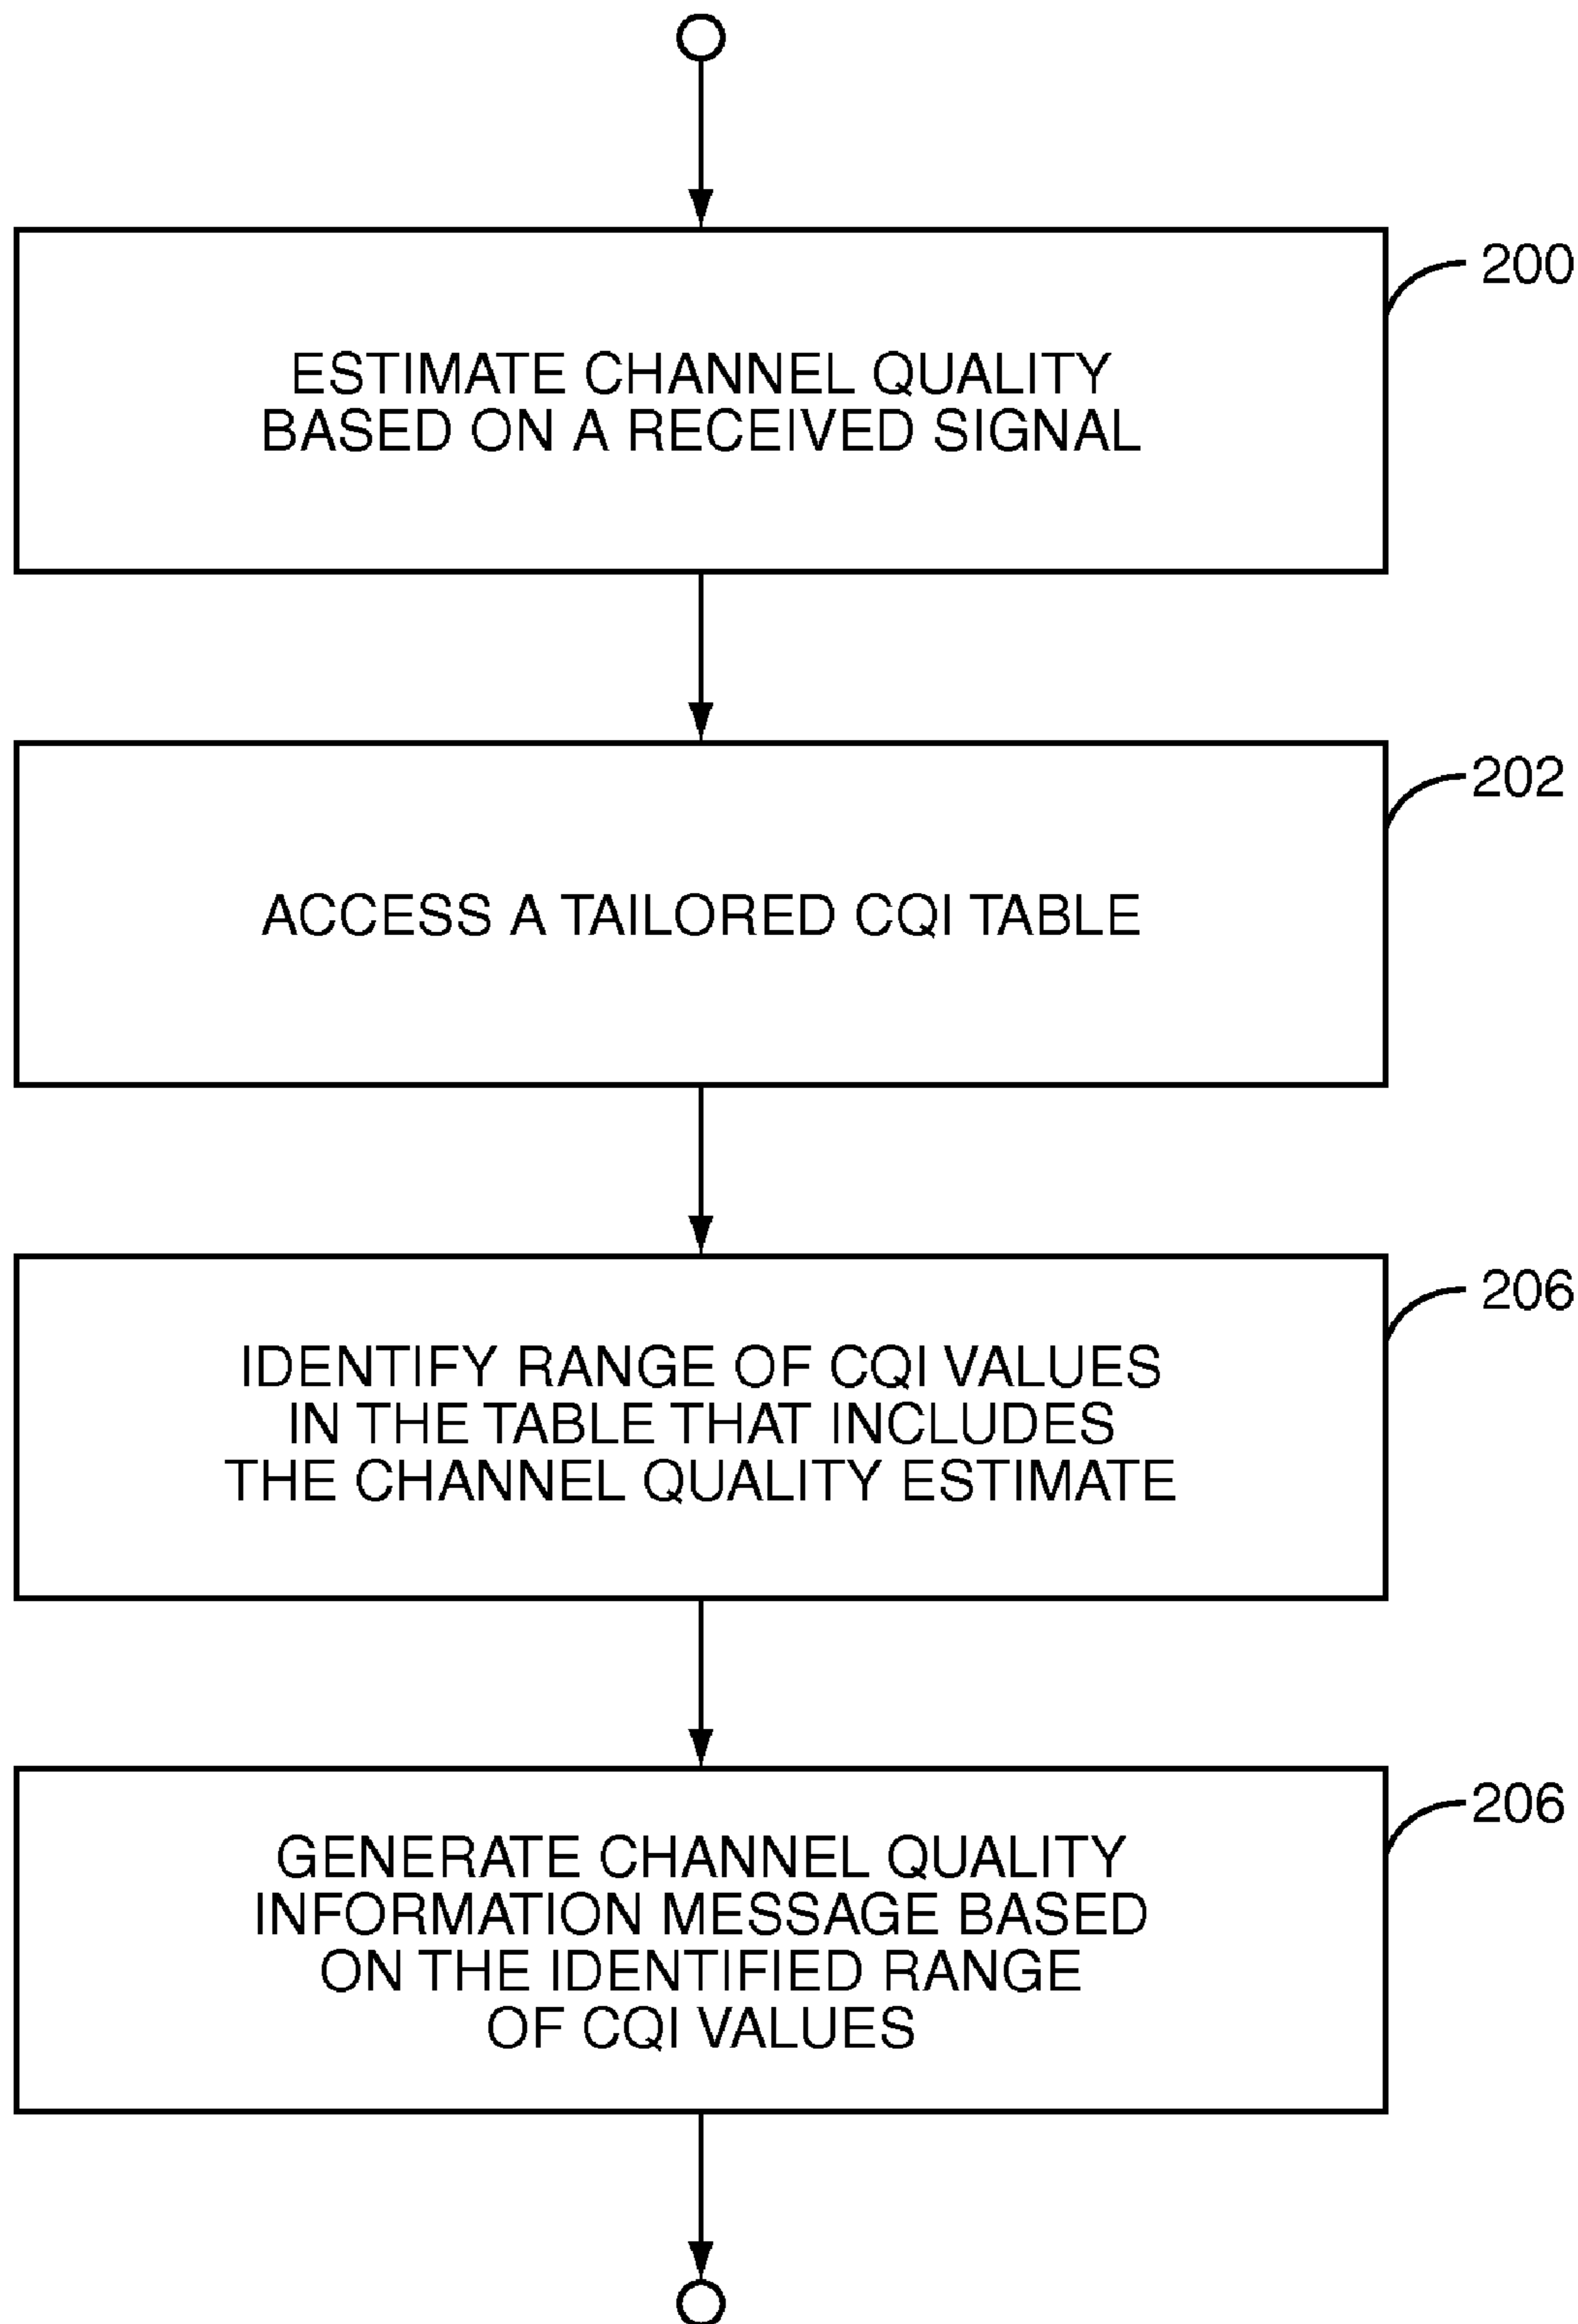 200
ESTIMATE CHANNEL QUALITY
BASED ON A RECEIVED SIGNAL
202
ACCESS A TAILORED CQI TABLE
206
IDENTIFY RANGE OF CQI VALUES
IN THE TABLE THAT INCLUDES
THE CHANNEL QUALITY ESTIMATE
206
GENERATE CHANNEL QUALITY
INFORMATION MESSAGE BASED
ON THE IDENTIFIED RANGE
OF CQI VALUES